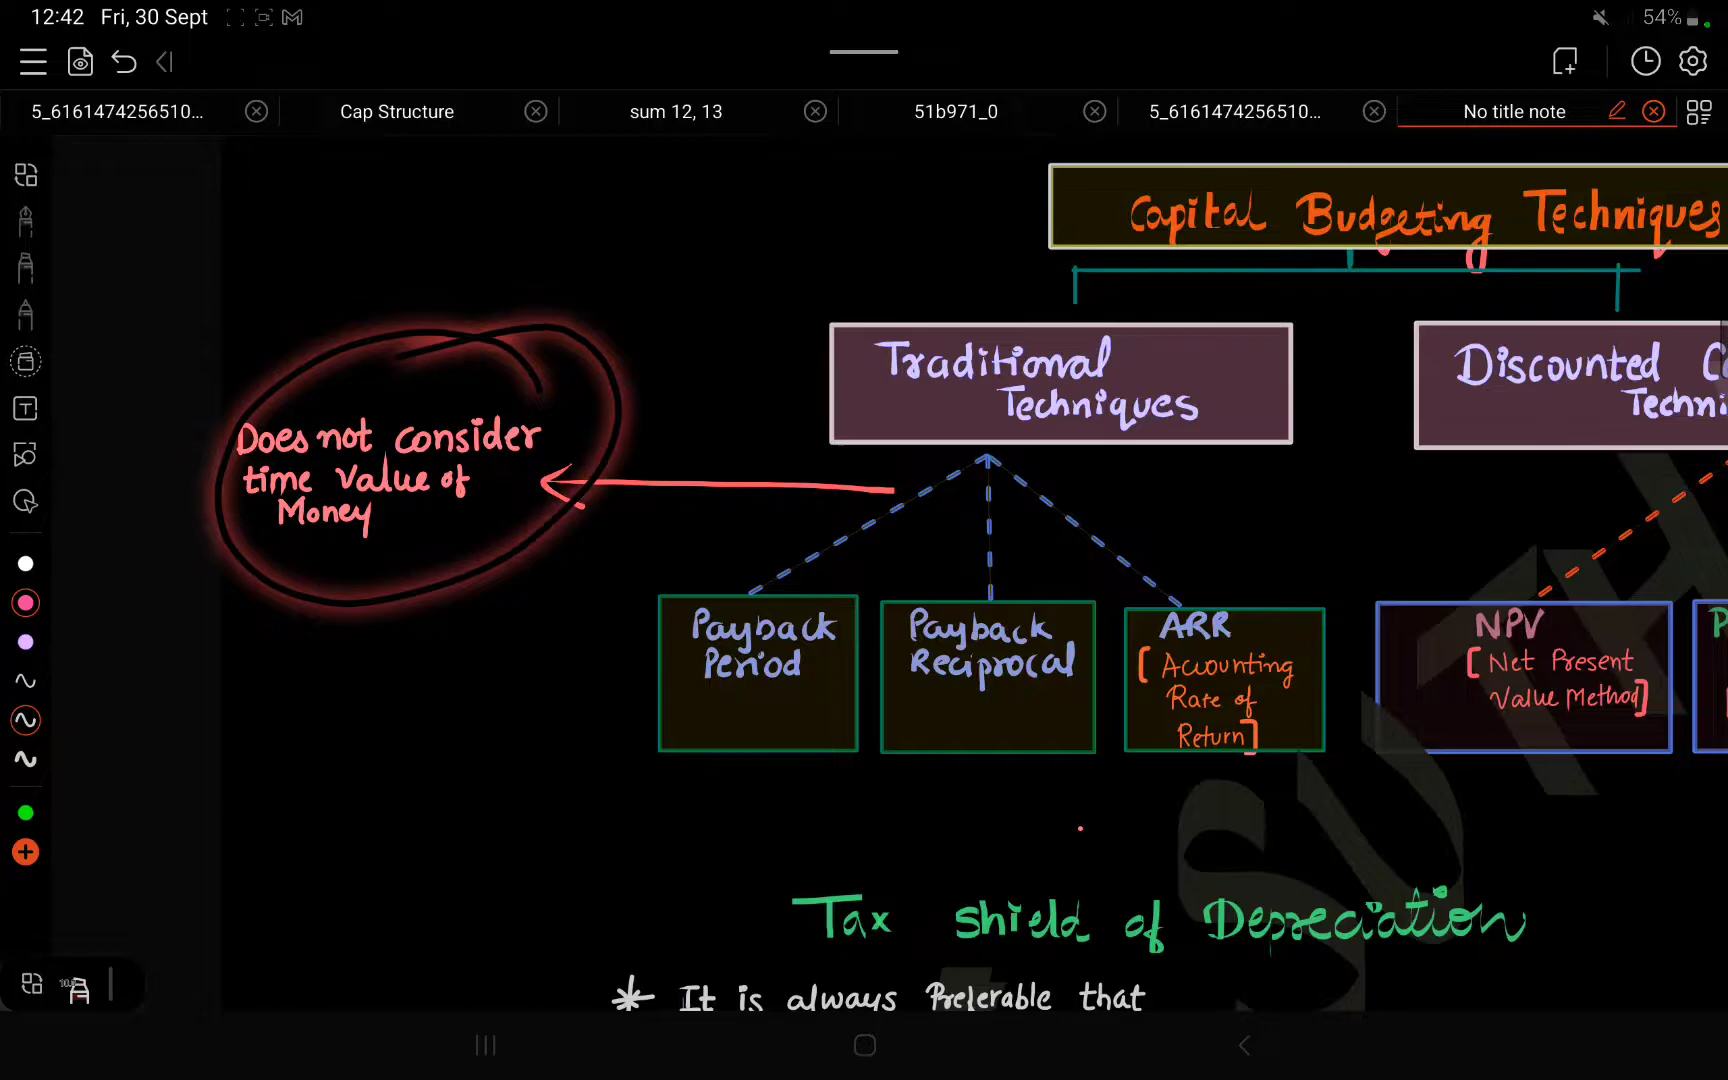 12:42 Fri, 30 Sept
54%
5_6161474256510...
Cap Structure
sum 12, 13
51b971_0
5_6161474256510...
No title note
Capital Budgeting Techniques
Traditional
Techniques
Discounted C
Techni
Does not consider
time value of
Money
Payback
Period
Payback
Reciprocal
ARR
[Accounting
Rate of
Return]
NPV
[Net Present
Value Method]
P
Tax shield of Depreciation
* It is always Preferable that